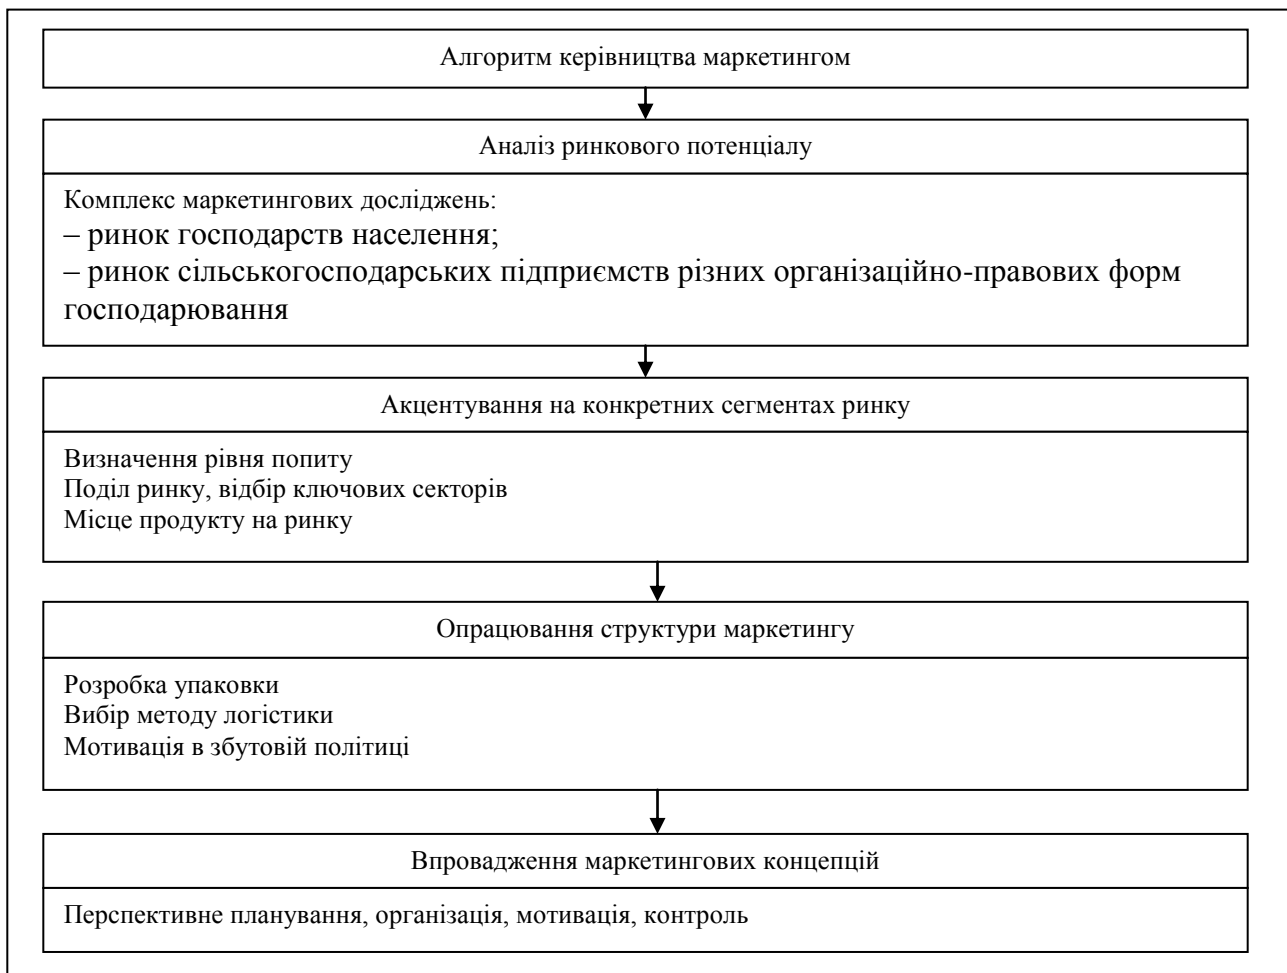 Алгоритм керівництва маркетингом
Аналіз ринкового потенціалу
Комплекс маркетингових досліджень:
– ринок господарств населення;
– ринок сільськогосподарських підприємств різних організаційно-правових форм
господарювання
Акцентування на конкретних сегментах ринку
Визначення рівня попиту
Поділ ринку, відбір ключових секторів
Місце продукту на ринку
Опрацювання структури маркетингу
Розробка упаковки
Вибір методу логістики
Мотивація в збутовій політиці
Впровадження маркетингових концепцій
Перспективне планування, організація, мотивація, контроль